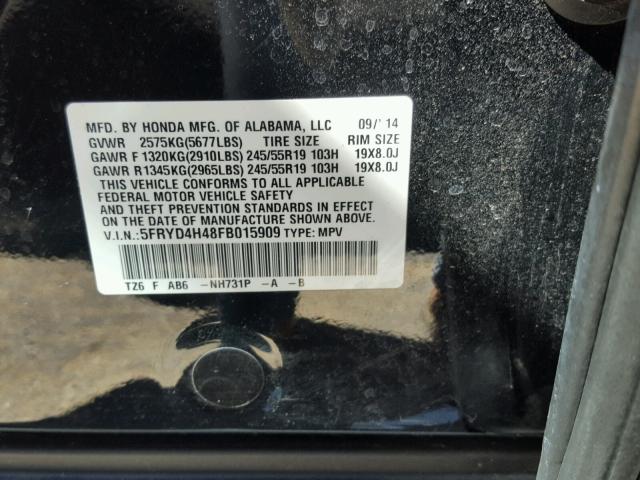 MFD. BY HONDA MFG. OF ALABAMA, LLC 09/'14
GVWR 2575KG(5677LBS) TIRE SIZE RIM SIZE
GAWR F 1320KG(2910LBS) 245/55R19 103H 19X8.0J
GAWR R1345KG(2965LBS) 245/55R19 103H 19X8.0J
THIS VEHICLE CONFORMS TO ALL APPLICABLE
FEDERAL MOTOR VEHICLE SAFETY
AND THEFT PREVENTION STANDARDS IN EFFECT
ON THE DATE OF MANUFACTURE SHOWN ABOVE.
V.I.N.:5FRYD4H48FB015909 TYPE: MPV
TZ6 F AB6 -NH731P -A -B